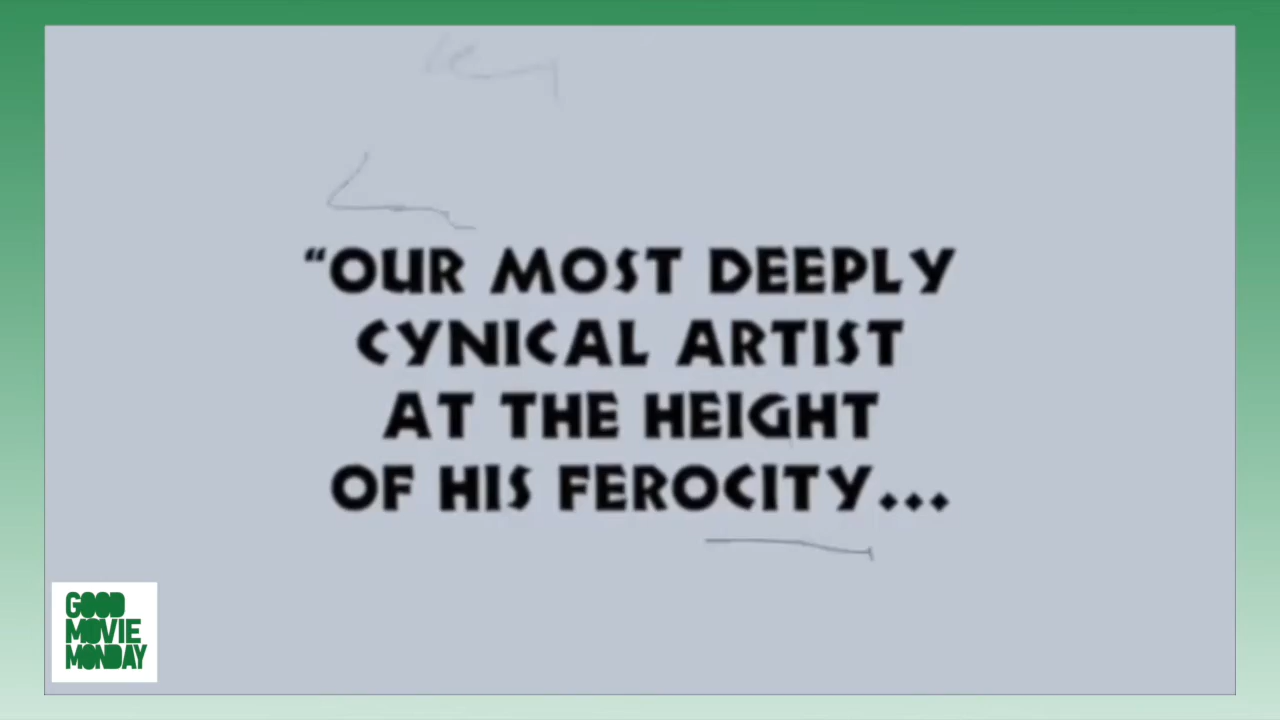 “OUR MOST DEEPLY
CYNICAL ARTIST
AT THE HEIGHT
OF HIS FEROCITY...
GOOD
MOVIE
MONDAY